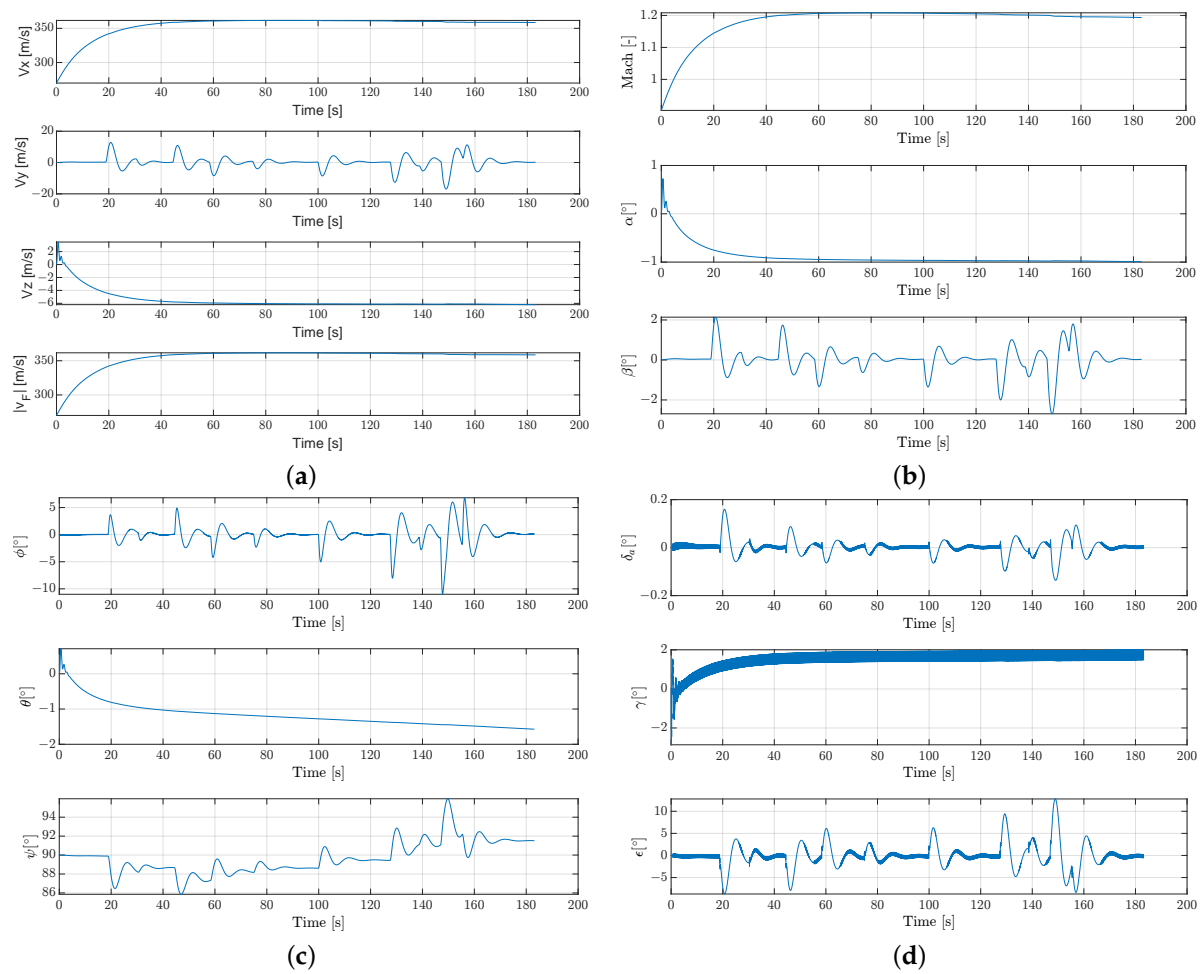 350
300
Vx [m/s]
0 20 40 60 80 100 120 140 160 180 200
Time [s]
20
0
−20
Vy [m/s]
0 20 40 60 80 100 120 140 160 180 200
Time [s]
2
0
−2
−4
−6
Vz [m/s]
0 20 40 60 80 100 120 140 160 180 200
Time [s]
350
300
|v_F| [m/s]
0 20 40 60 80 100 120 140 160 180 200
Time [s]
(a)
1.2
1.1
1
Mach [-]
0 20 40 60 80 100 120 140 160 180 200
Time [s]
1
0
−1
α[°]
0 20 40 60 80 100 120 140 160 180 200
Time [s]
2
0
−2
β[°]
0 20 40 60 80 100 120 140 160 180 200
Time [s]
(b)
5
0
−5
−10
ϕ[°]
0 20 40 60 80 100 120 140 160 180 200
Time [s]
0
−1
−2
θ[°]
0 20 40 60 80 100 120 140 160 180 200
Time [s]
94
92
90
88
86
ψ[°]
0 20 40 60 80 100 120 140 160 180 200
Time [s]
(c)
0.2
0
−0.2
δ_a[°]
0 20 40 60 80 100 120 140 160 180 200
Time [s]
2
0
−2
γ[°]
0 20 40 60 80 100 120 140 160 180 200
Time [s]
10
5
0
−5
ϵ[°]
0 20 40 60 80 100 120 140 160 180 200
Time [s]
(d)